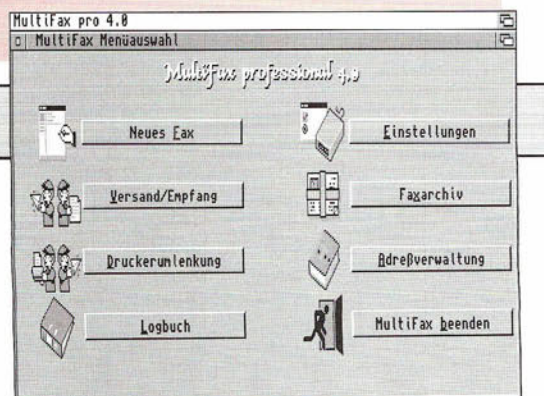 MultiFax pro 4.0
MultiFax Menüauswahl
MultiFax professional 4.0
Neues Fax
Einstellungen
Versand/Empfang
Faxarchiv
Druckerumlenkung
Adreßverwaltung
Logbuch
MultiFax beenden